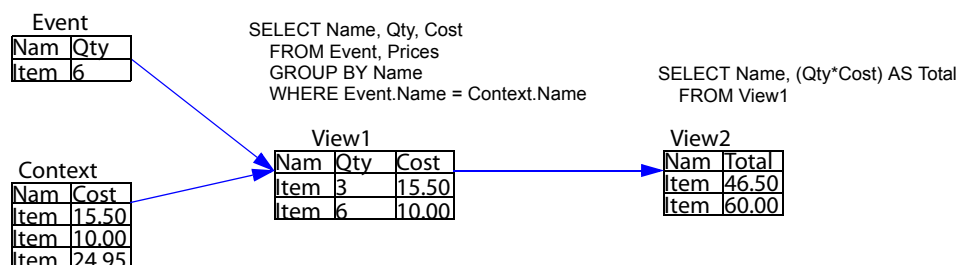 Event
Nam Qty
Item 6
SELECT Name, Qty, Cost
FROM Event, Prices
GROUP BY Name
WHERE Event.Name = Context.Name
SELECT Name, (Qty*Cost) AS Total
FROM View1
Context
Nam Cost
Item 15.50
Item 10.00
Item 24.95
View1
Nam Qty Cost
Item 3 15.50
Item 6 10.00
View2
Nam Total
Item 46.50
Item 60.00